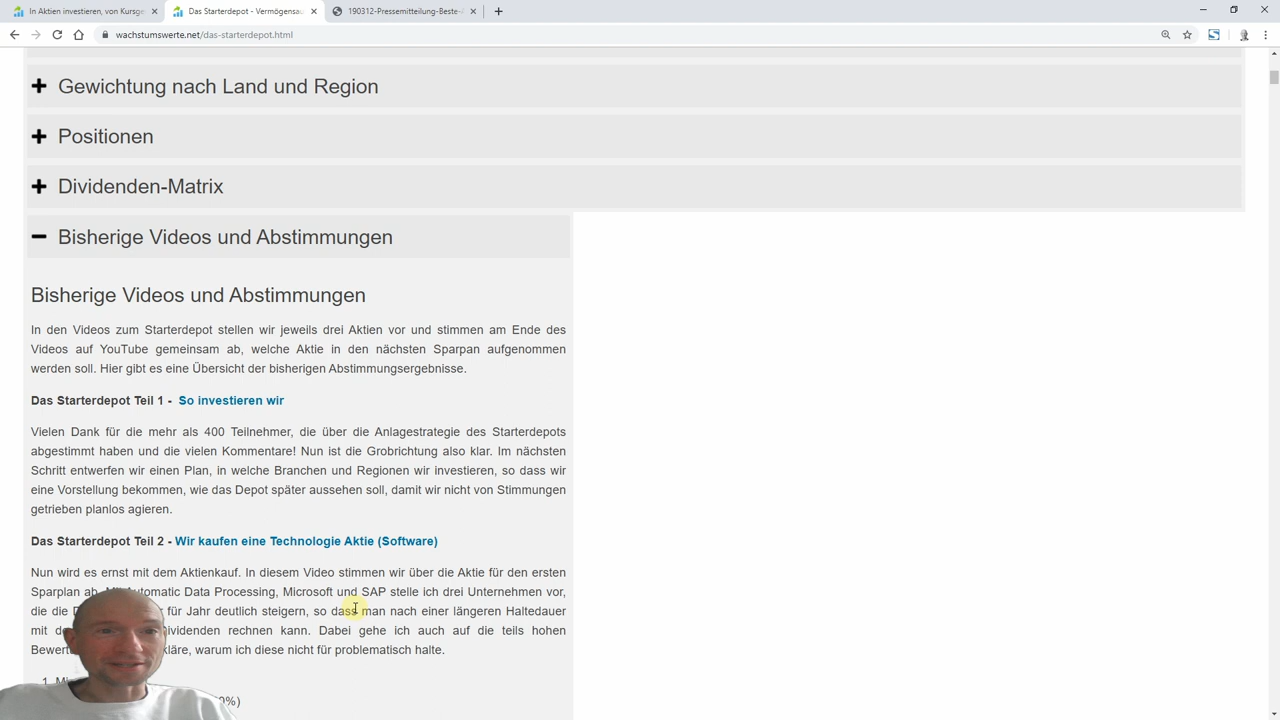 In Aktien investieren, von Kursge
Das Starterdepot - Vermögensau
190312-Pressemitteilung-Beste-
wachstumswerte.net/das-starterdepot.html
Gewichtung nach Land und Region
Positionen
Dividenden-Matrix
Bisherige Videos und Abstimmungen
Bisherige Videos und Abstimmungen
In den Videos zum Starterdepot stellen wir jeweils drei Aktien vor und stimmen am Ende des
Videos auf YouTube gemeinsam ab, welche Aktie in den nächsten Sparpan aufgenommen
werden soll. Hier gibt es eine Übersicht der bisherigen Abstimmungsergebnisse.
Das Starterdepot Teil 1 - So investieren wir
Vielen Dank für die mehr als 400 Teilnehmer, die über die Anlagestrategie des Starterdepots
abgestimmt haben und die vielen Kommentare! Nun ist die Grobrichtung also klar. Im nächsten
Schritt entwerfen wir einen Plan, in welche Branchen und Regionen wir investieren, so dass wir
eine Vorstellung bekommen, wie das Depot später aussehen soll, damit wir nicht von Stimmungen
getrieben planlos agieren.
Das Starterdepot Teil 2 - Wir kaufen eine Technologie Aktie (Software)
Nun wird es ernst mit dem Aktienkauf. In diesem Video stimmen wir über die Aktie für den ersten
Sparplan ab. Mit Automatic Data Processing, Microsoft und SAP stelle ich drei Unternehmen vor,
die die für Jahr deutlich steigern, so dass man nach einer längeren Haltedauer
mit rechnen kann. Dabei gehe ich auch auf die teils hohen
warum ich diese nicht für problematisch halte.
1.
0%)